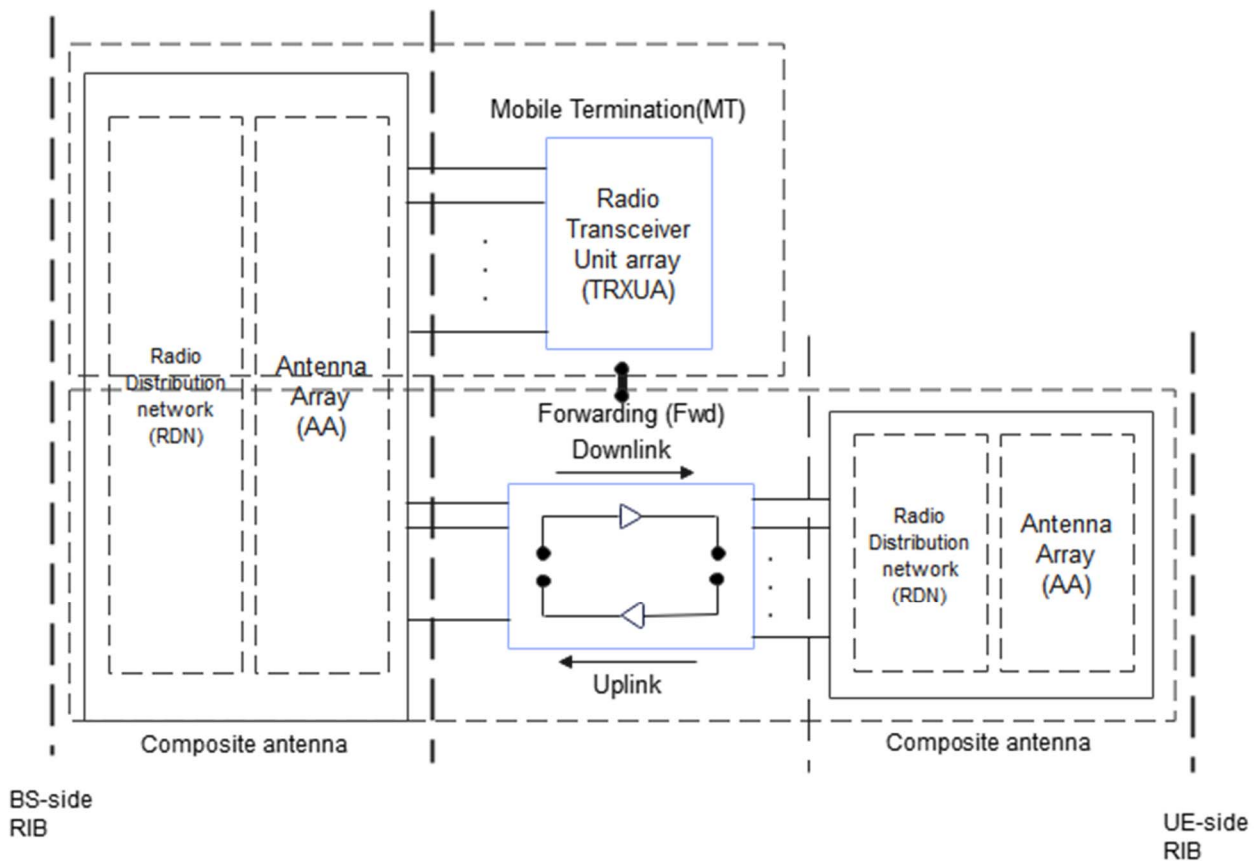 Mobile Termination(MT)
Radio
Transceiver
Unit array
(TRXUA)
Radio
Distribution
network
(RDN)
Antenna
Array
(AA)
Forwarding (Fwd)
Downlink
Uplink
Radio
Distribution
network
(RDN)
Antenna
Array
(AA)
Composite antenna
Composite antenna
BS-side
RIB
UE-side
RIB